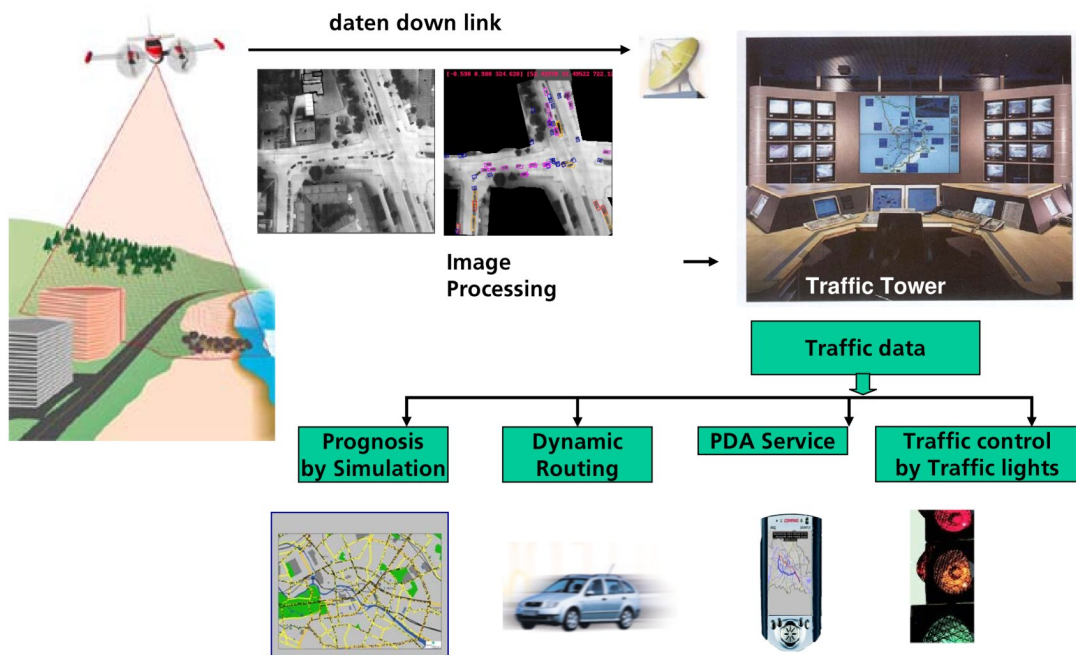 daten down link
Image
Processing
Traffic Tower
Traffic data
Prognosis
by Simulation
Dynamic
Routing
PDA Service
Traffic control
by Traffic lights
COMPAQ